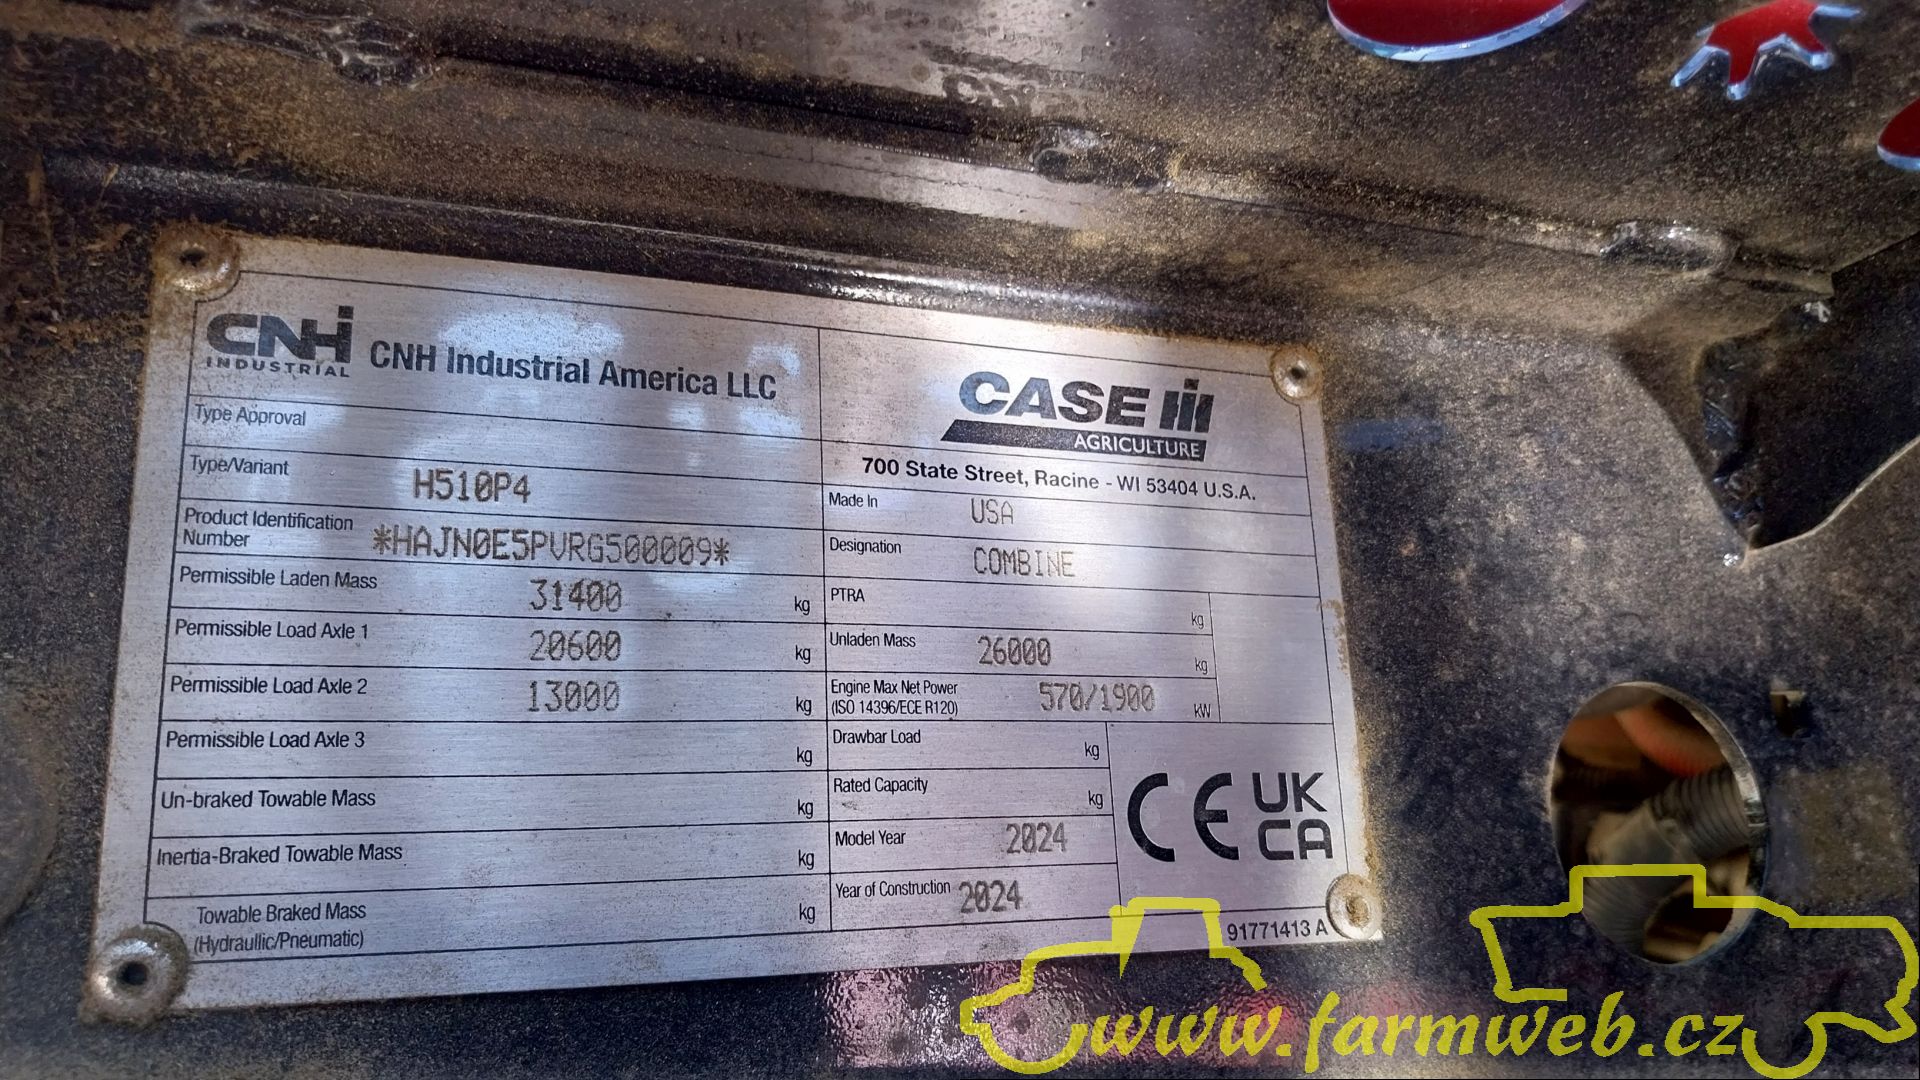 CNH
INDUSTRIAL
CNH Industrial America LLC
CASE IH
AGRICULTURE
700 State Street, Racine - WI 53404 U.S.A.
Type Approval
Type/Variant H510P4
Product Identification
Number *HAJN0E5PVRG500009*
Permissible Laden Mass 31400 kg
Permissible Load Axle 1 20600 kg
Permissible Load Axle 2 13000 kg
Permissible Load Axle 3 kg
Un-braked Towable Mass kg
Inertia-Braked Towable Mass kg
Towable Braked Mass kg
(Hydraullic/Pneumatic)
Made In USA
Designation COMBINE
PTRA kg
Unladen Mass 26000 kg
Engine Max Net Power 570/1900 kW
(ISO 14396/ECE R120)
Drawbar Load kg
Rated Capacity kg
Model Year 2024
Year of Construction 2024
CE UK
CA
91771413 A
www.farmweb.cz